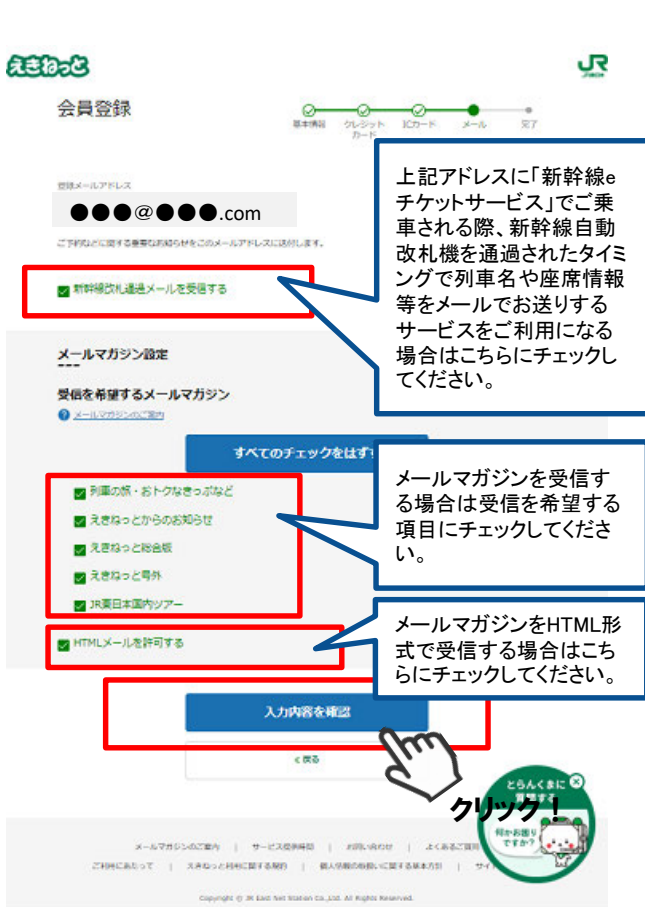 えきねっと
JR
会員登録
基本情報 クレジットカード ICカード メール 完了
登録メールアドレス
●●●@●●●.com
ご予約などに関する重要なお知らせをこのメールアドレスに送付します。
新幹線改札通過メールを受信する
上記アドレスに「新幹線e
チケットサービス」でご乗
車される際、新幹線自動
改札機を通過されたタイミ
ングで列車名や座席情報
等をメールでお送りする
サービスをご利用になる
場合はこちらにチェックし
てください。
メールマガジン設定
受信を希望するメールマガジン
メールマガジンのご案内
すべてのチェックをはず
列車の旅・おトクなきっぷなど
えきねっとからのお知らせ
えきねっと総合版
えきねっと号外
JR東日本国内ツアー
メールマガジンを受信す
る場合は受信を希望する
項目にチェックしてくださ
い。
HTMLメールを許可する
メールマガジンをHTML形
式で受信する場合はこち
らにチェックしてください。
入力内容を確認
< 戻る
クリック！
とらんくまに
質問する
何かお困り
ですか？
メールマガジンのご案内 | サービス提供時間 | お問い合わせ | よくあるご質問
ご利用にあたって | えきねっと利用に関する規約 | 個人情報の取扱いに関する基本方針 | サイ
Copyright © JR East Net Station Co.,Ltd. All Rights Reserved.